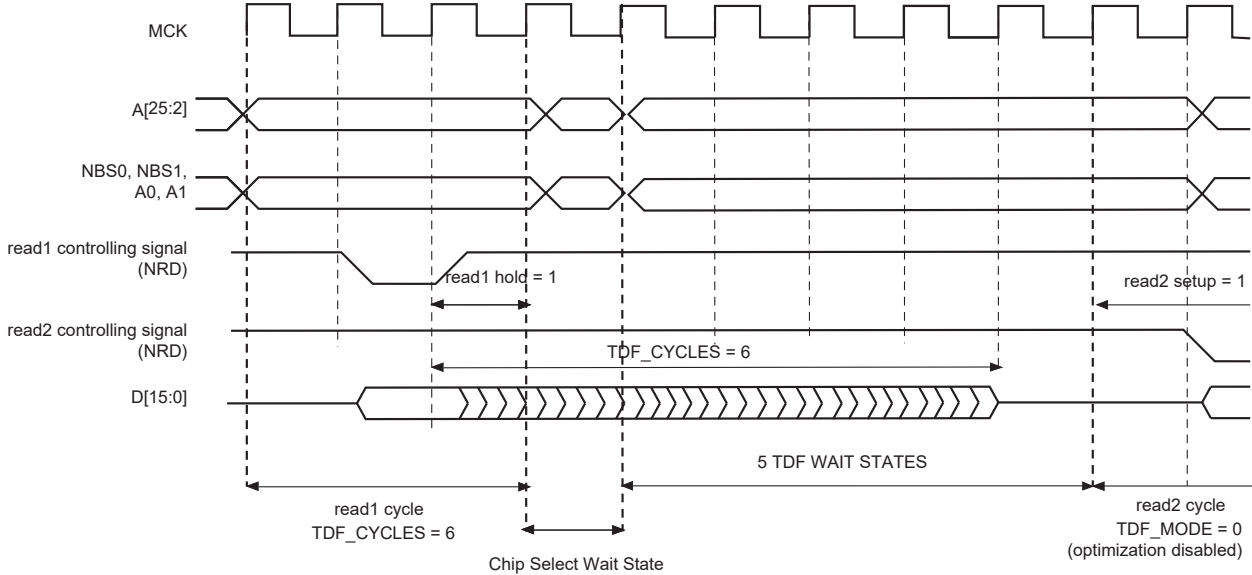 MCK
A[25:2]
NBS0, NBS1,
A0, A1
read1 controlling signal
(NRD)
read1 hold = 1
read2 setup = 1
read2 controlling signal
(NRD)
TDF_CYCLES = 6
D[15:0]
5 TDF WAIT STATES
read1 cycle
TDF_CYCLES = 6
Chip Select Wait State
read2 cycle
TDF_MODE = 0
(optimization disabled)